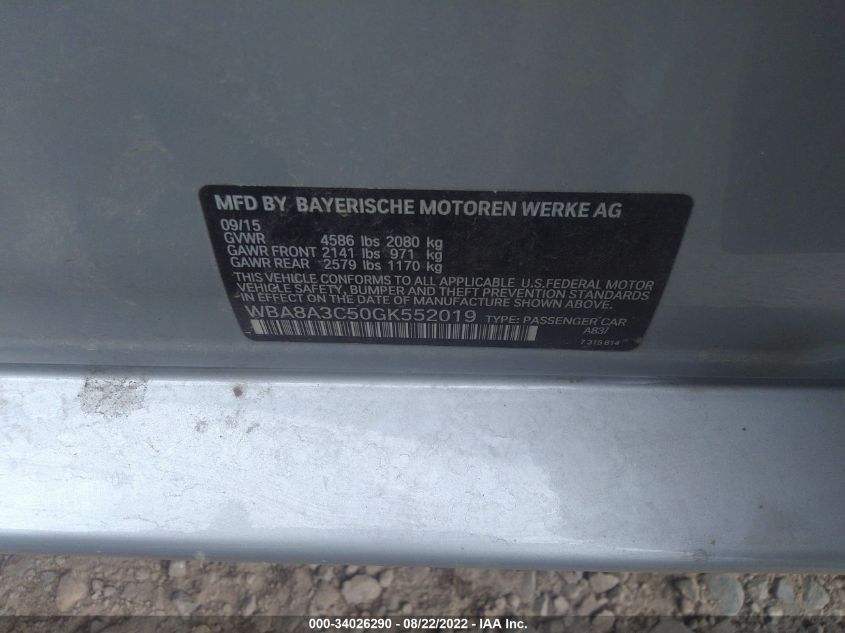 MFD BY BAYERISCHE MOTOREN WERKE AG
09/15
GVWR 4586 lbs 2080 kg
GAWR FRONT 2141 lbs 971 kg
GAWR REAR 2579 lbs 1170 kg
THIS VEHICLE CONFORMS TO ALL APPLICABLE U.S.FEDERAL MOTOR
VEHICLE SAFETY, BUMPER AND THEFT PREVENTION STANDARDS
IN EFFECT ON THE DATE OF MANUFACTURE SHOWN ABOVE.
WBA8A3C50GK552019 TYPE: PASSENGER CAR
A83/
7 315 814
000-34026290 - 08/22/2022 - IAA Inc.